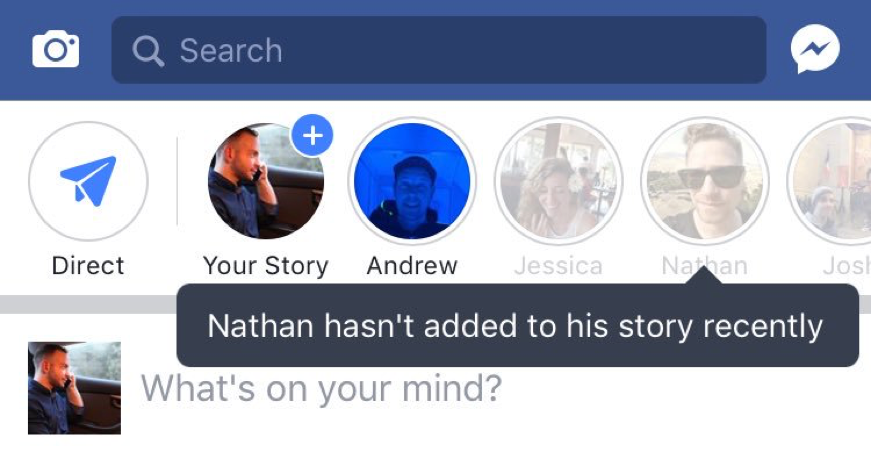 Search
Direct
Your Story
Andrew
Jessica
Nathan
Josh
Nathan hasn't added to his story recently
What's on your mind?